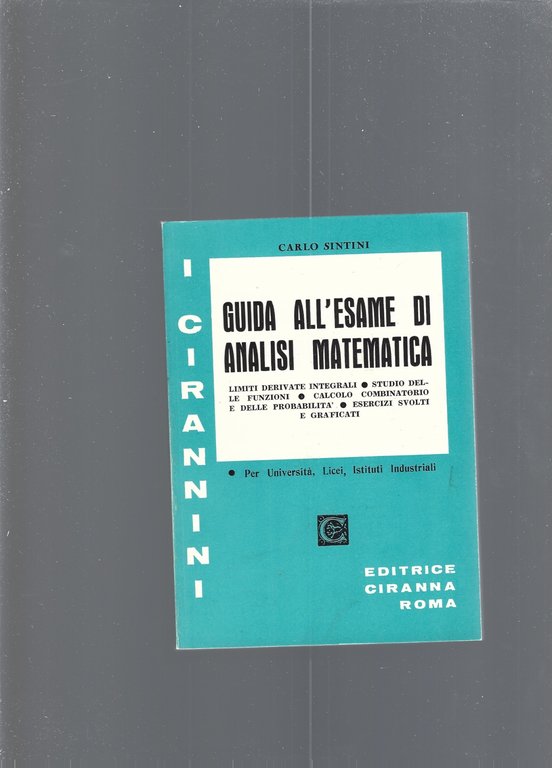 CARLO SINTINI
I CIRANNINI
GUIDA ALL'ESAME DI
ANALISI MATEMATICA
LIMITI DERIVATE INTEGRALI ● STUDIO DEL-
LE FUNZIONI ● CALCOLO COMBINATORIO
E DELLE PROBABILITA' ● ESERCIZI SVOLTI
E GRAFICATI
● Per Università, Licei, Istituti Industriali
C
EDITRICE
CIRANNA
ROMA